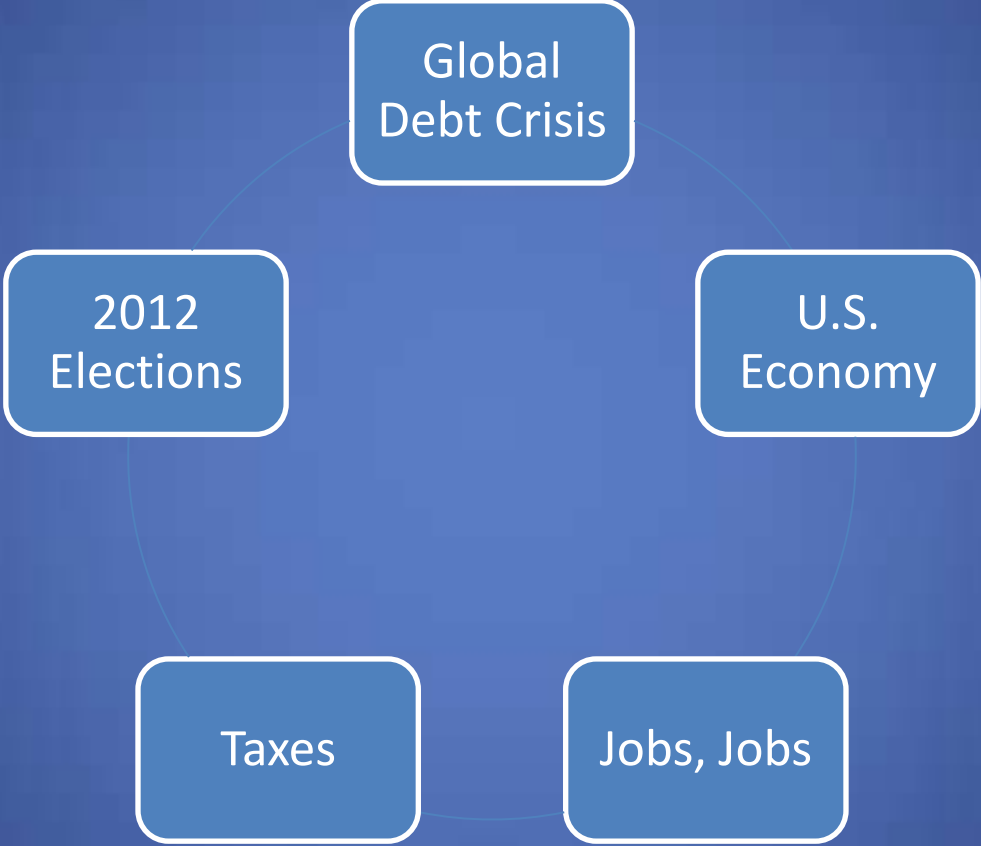 Global
Debt Crisis
2012
Elections
U.S.
Economy
Taxes
Jobs, Jobs